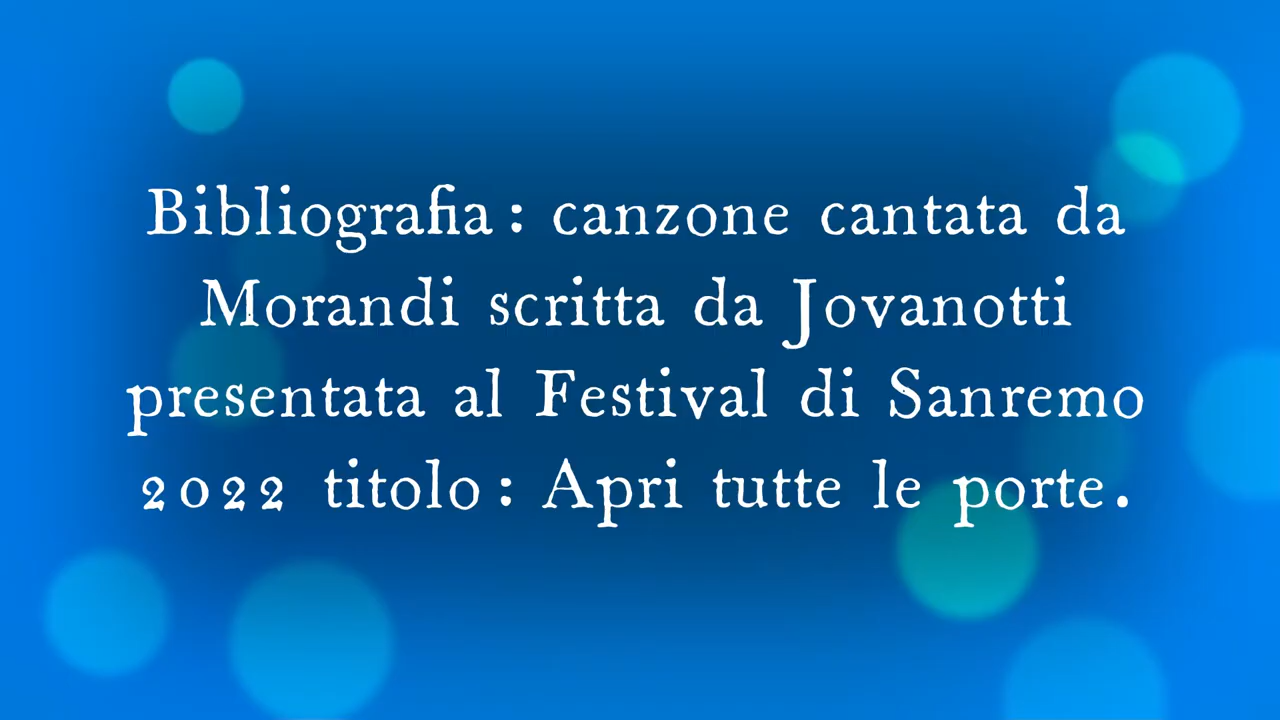 Bibliografia: canzone cantata da
Morandi scritta da Jovanotti
presentata al Festival di Sanremo
2022 titolo: Apri tutte le porte.